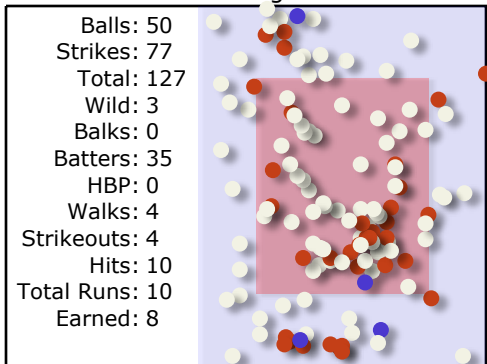 Balls: 50
Strikes: 77
Total: 127
Wild: 3
Balks: 0
Batters: 35
HBP: 0
Walks: 4
Strikeouts: 4
Hits: 10
Total Runs: 10
Earned: 8